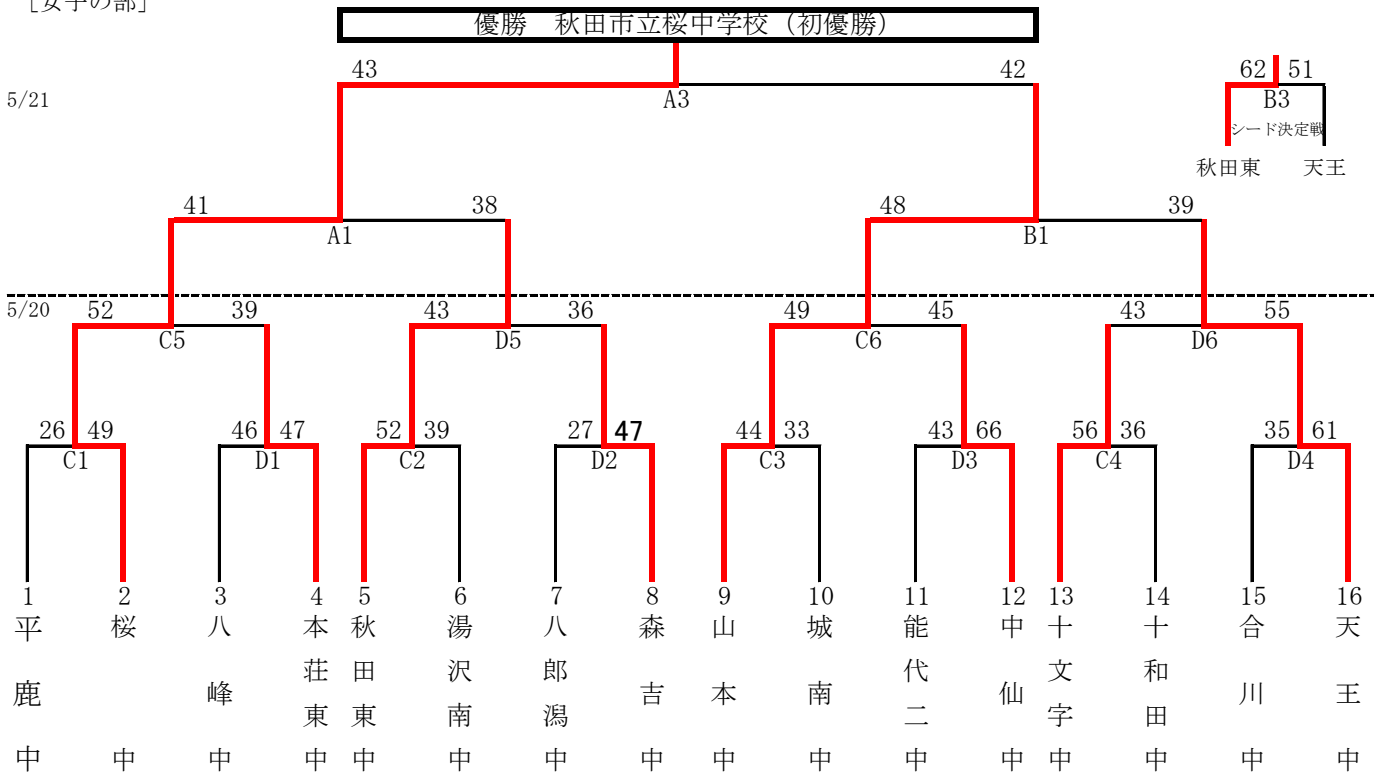 ［女子の部］
優勝　秋田市立桜中学校（初優勝）
43 42
62 51
5/21
A3
B3
シード決定戦
秋田東 天王
41 38 48 39
A1 B1
5/20
52 39 43 36 49 45 43 55
C5 D5 C6 D6
26 49 46 47 52 39 27 47 44 33 43 66 56 36 35 61
C1 D1 C2 D2 C3 D3 C4 D4
1 2 3 4 5 6 7 8 9 10 11 12 13 14 15 16
平鹿中
桜中
八峰中
本荘東中
秋田東中
湯沢南中
八郎潟中
森吉中
山本中
城南中
能代二中
中仙中
十文字中
十和田中
合川中
天王中